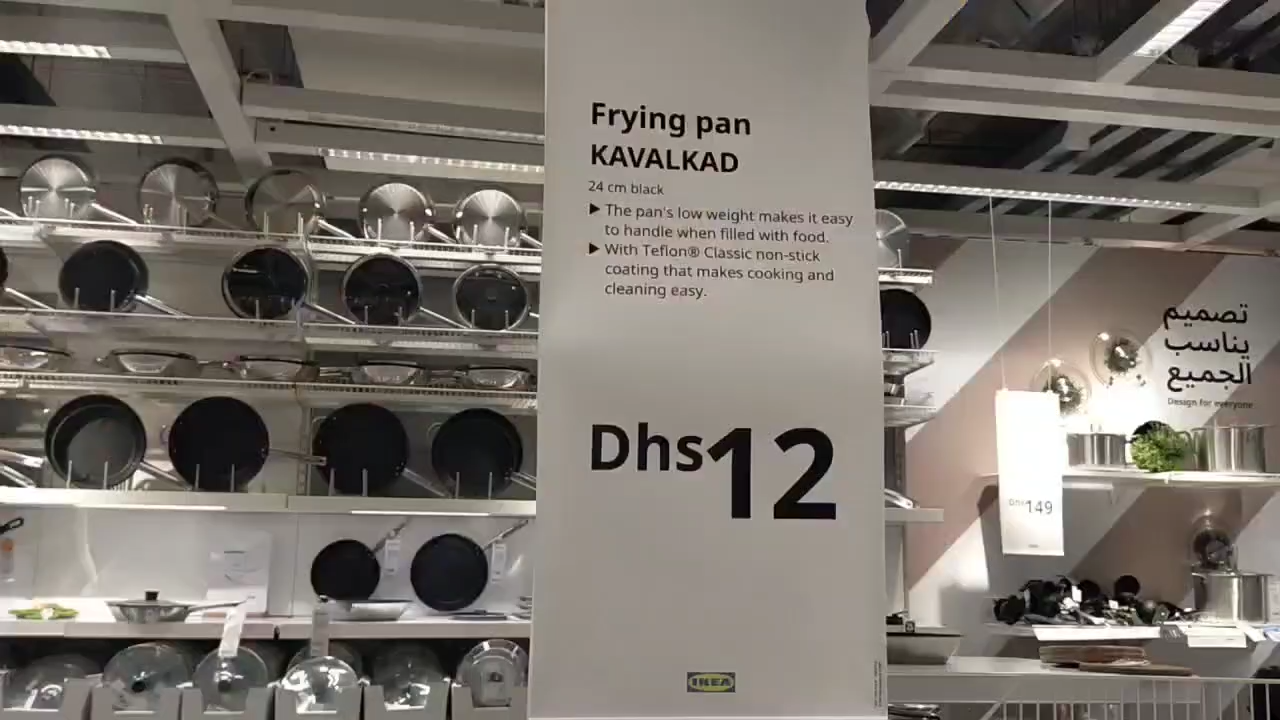 Frying pan
KAVALKAD
24 cm black
▶ The pan's low weight makes it easy
to handle when filled with food.
▶ With Teflon® Classic non-stick
coating that makes cooking and
cleaning easy.
Dhs12
IKEA
تصميم
يناسب
الجميع
Design for everyone
Dhs149